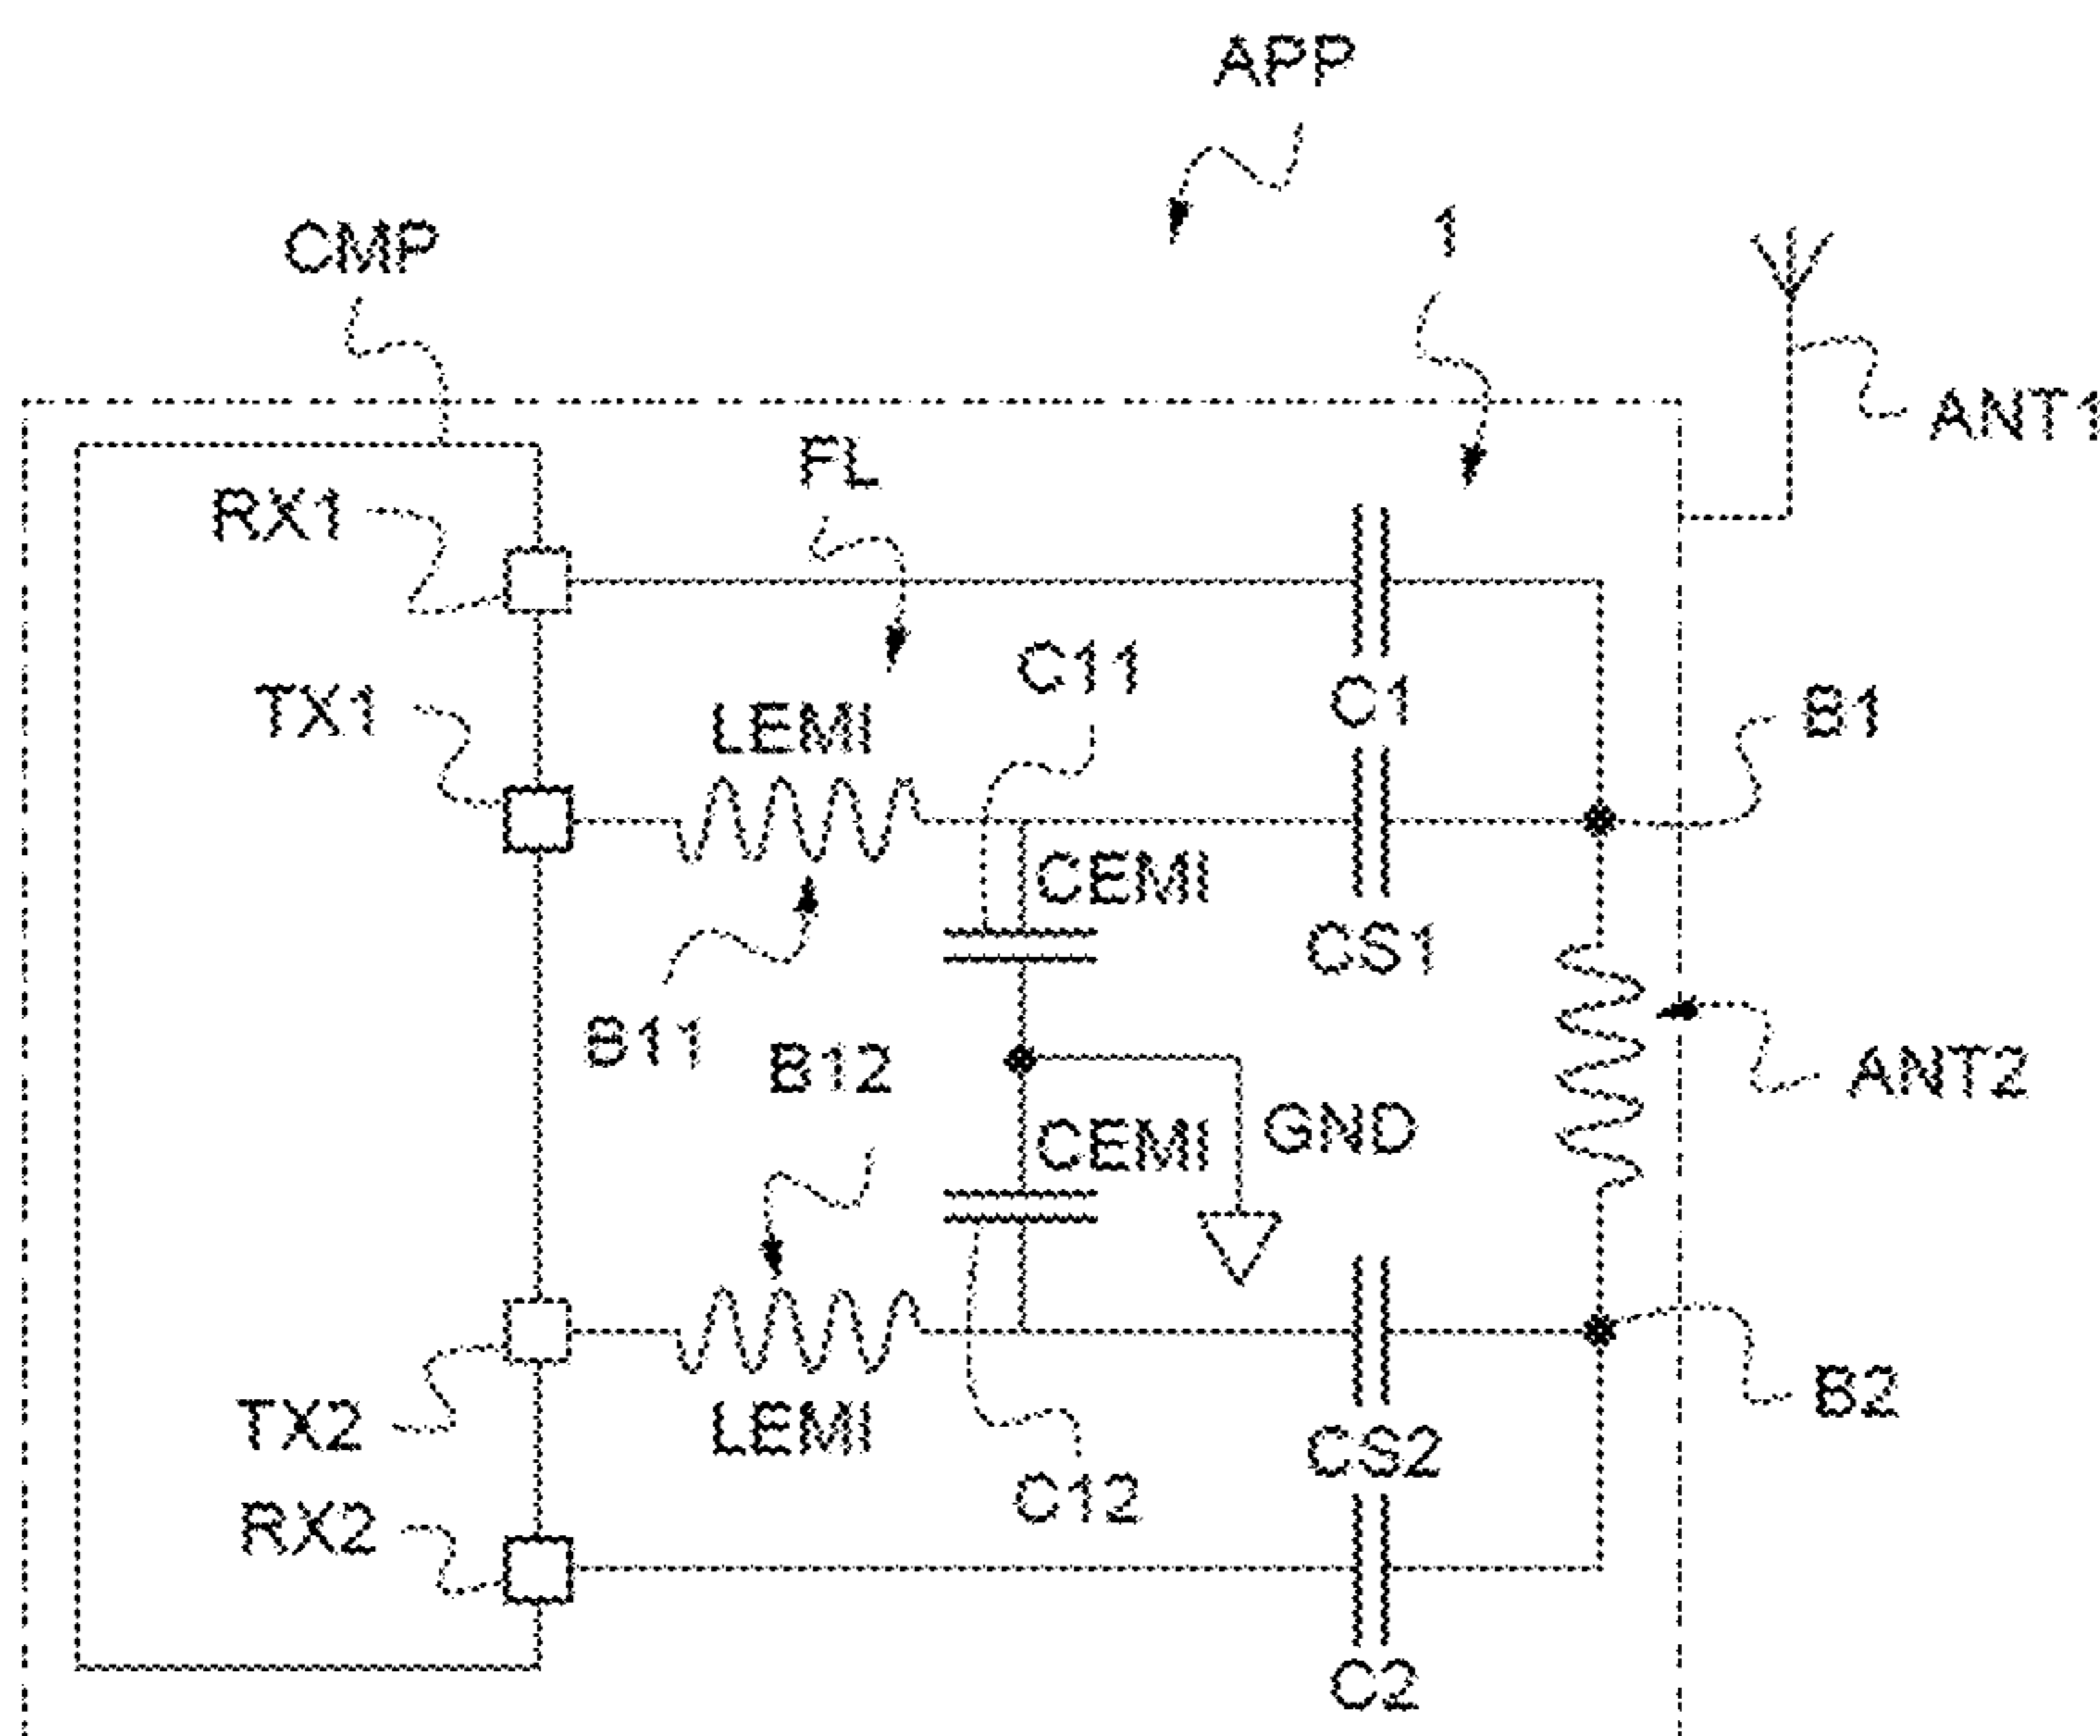 APP
CMP
1
ANT1
FL
RX1
C11
TX1
LEMI
C1
B1
CEMI
CS1
B11
B12
ANT2
CEMI
GND
TX2
LEMI
B2
CS2
RX2
C12
C2